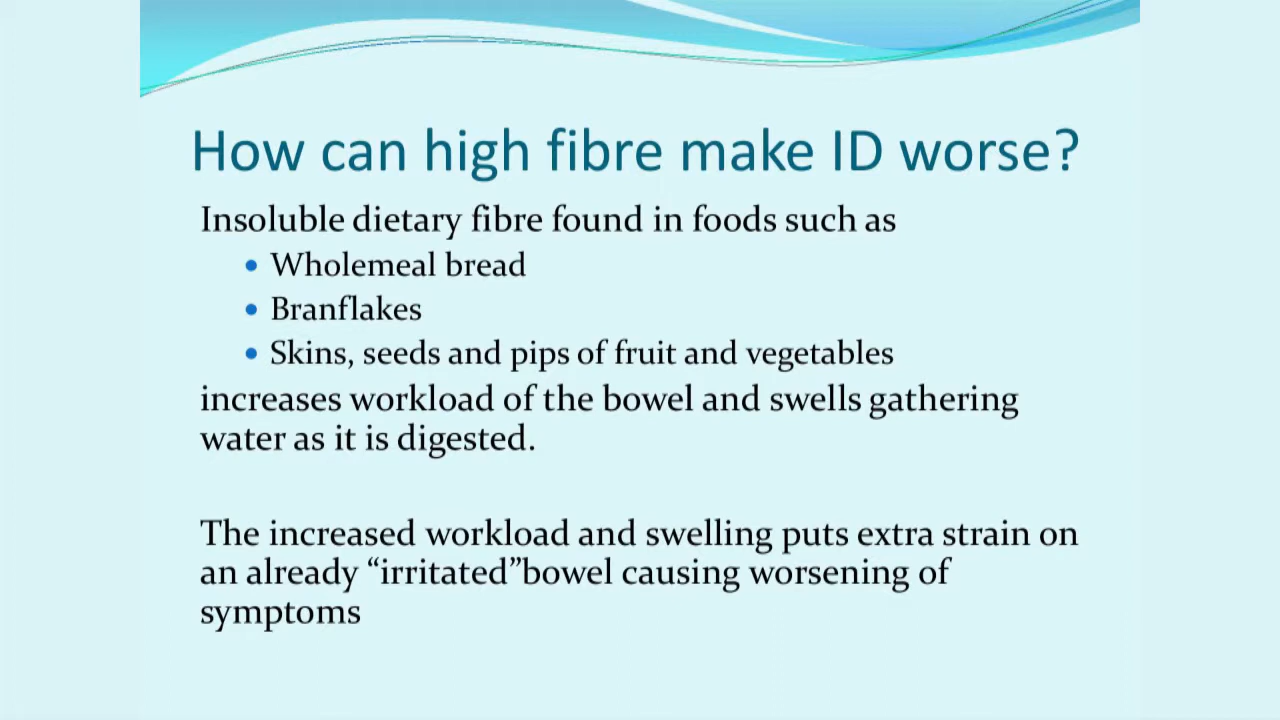 How can high fibre make ID worse?
Insoluble dietary fibre found in foods such as
• Wholemeal bread
• Branflakes
• Skins, seeds and pips of fruit and vegetables
increases workload of the bowel and swells gathering
water as it is digested.
The increased workload and swelling puts extra strain on
an already “irritated”bowel causing worsening of
symptoms